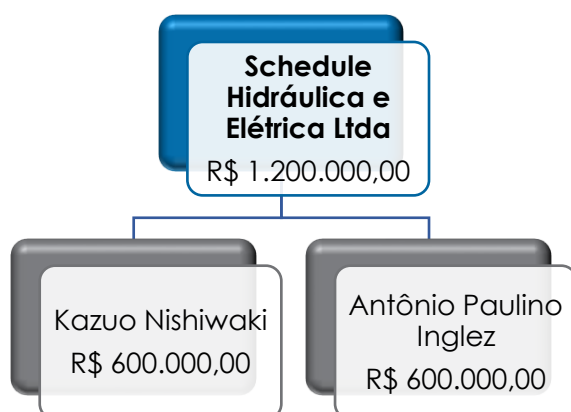 Schedule
Hidráulica e
Elétrica Ltda
R$ 1.200.000,00
Kazuo Nishiwaki
R$ 600.000,00
Antônio Paulino
Inglez
R$ 600.000,00